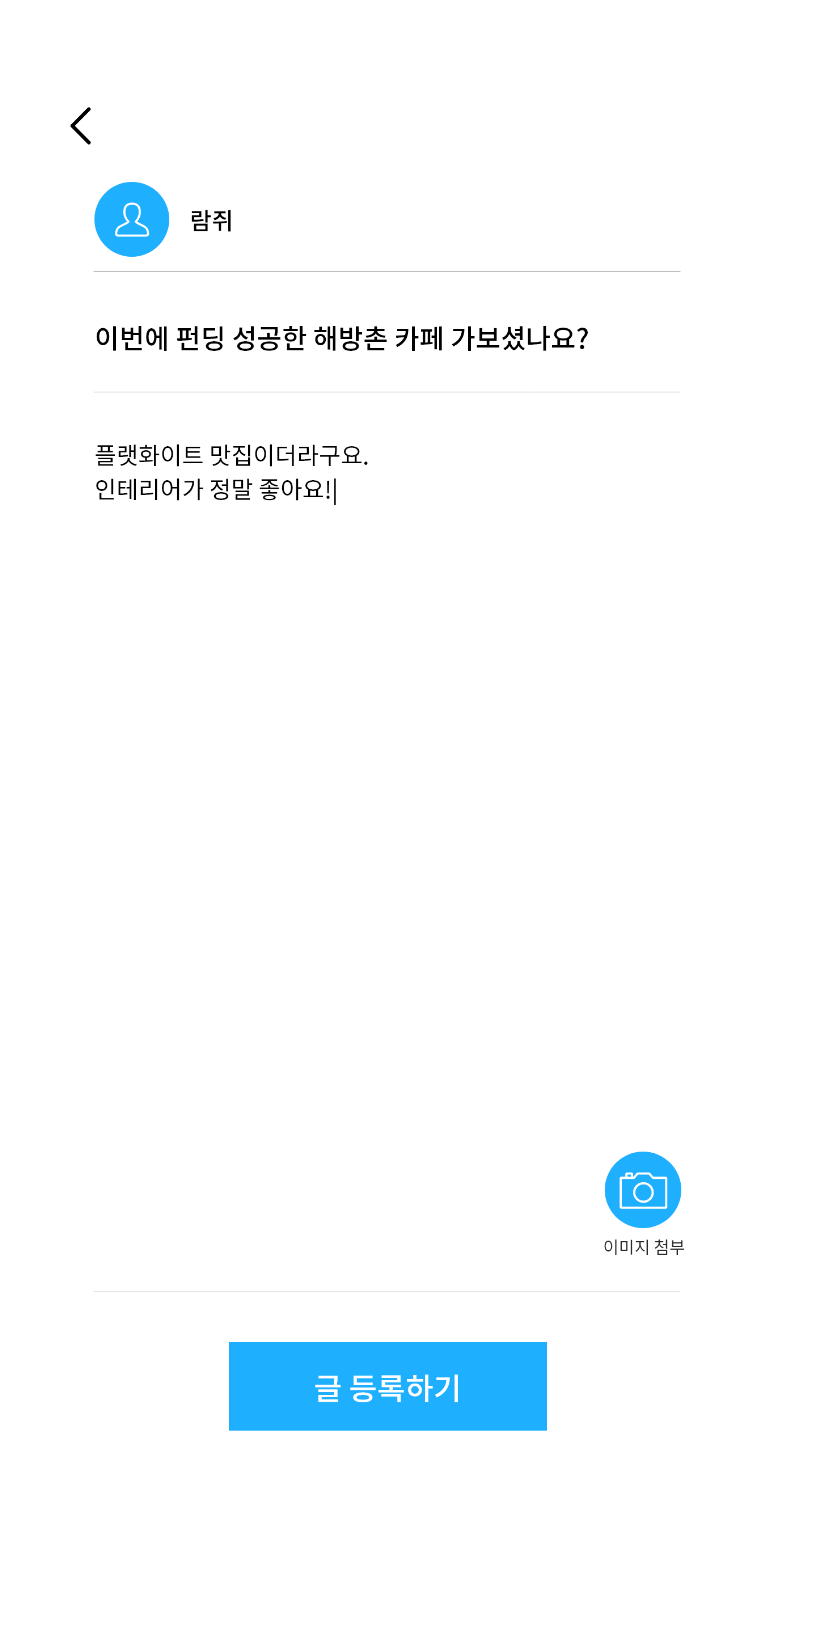 람쥐
이번에 펀딩 성공한 해방촌 카페 가보셨나요?
플랫화이트 맛집이더라구요.
인테리어가 정말 좋아요!
이미지 첨부
글 등록하기